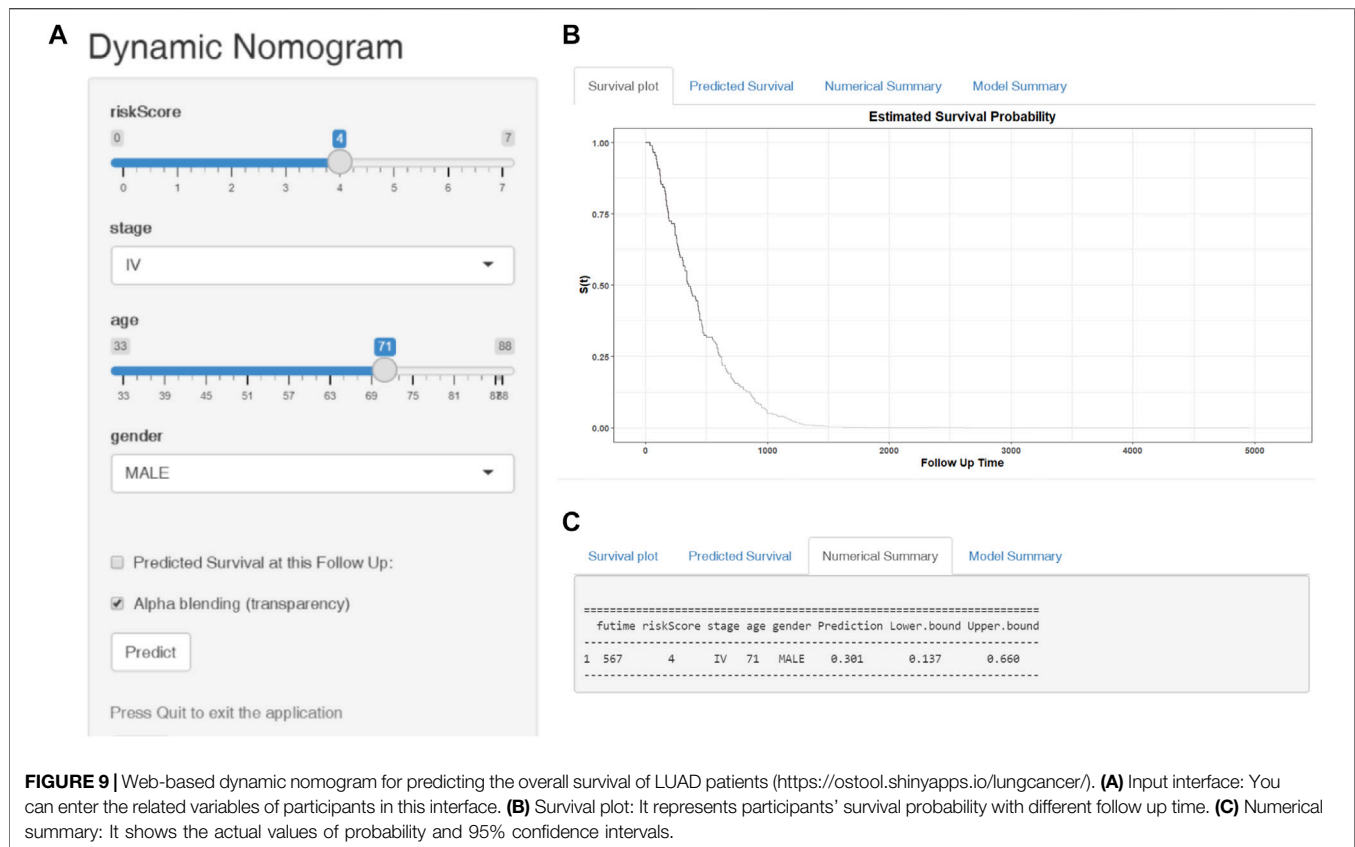 A
Dynamic Nomogram
riskScore
0 4 7
0 1 2 3 4 5 6 7
stage
IV
age
33 71 88
33 39 45 51 57 63 69 75 81 88
gender
MALE
Predicted Survival at this Follow Up:
Alpha blending (transparency)
Predict
Press Quit to exit the application
B
Survival plot Predicted Survival Numerical Summary Model Summary
Estimated Survival Probability
S(t)
1.00
0.75
0.50
0.25
0.00
0 1000 2000 3000 4000 5000
Follow Up Time
C
Survival plot Predicted Survival Numerical Summary Model Summary
=======================================================================
futime riskScore stage age gender Prediction Lower.bound Upper.bound
-----------------------------------------------------------------------
1 567 4 IV 71 MALE 0.301 0.137 0.660
-----------------------------------------------------------------------
FIGURE 9 | Web-based dynamic nomogram for predicting the overall survival of LUAD patients (https://ostool.shinyapps.io/lungcancer/). (A) Input interface: You
can enter the related variables of participants in this interface. (B) Survival plot: It represents participants' survival probability with different follow up time. (C) Numerical
summary: It shows the actual values of probability and 95% confidence intervals.